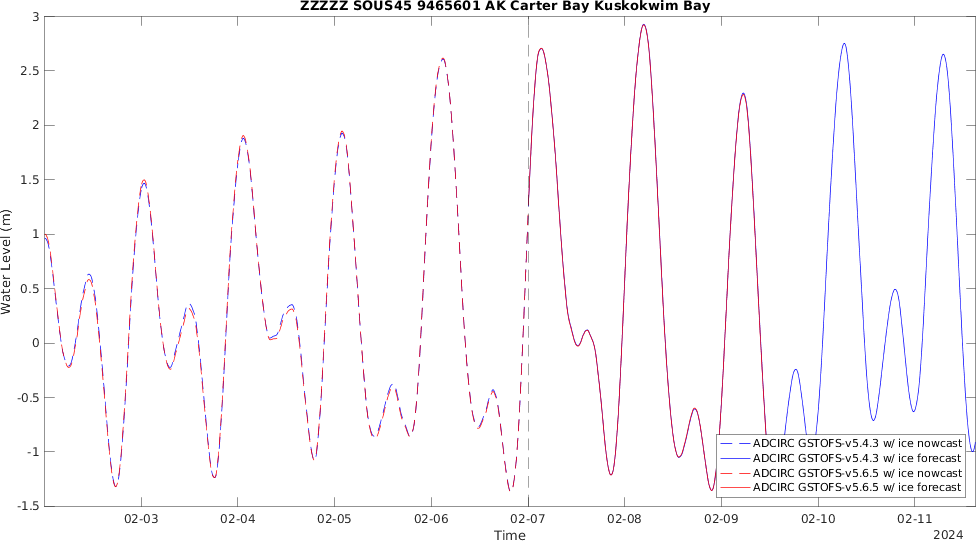 ZZZZZ SOUS45 9465601 AK Carter Bay Kuskokwim Bay
3
2.5
2
1.5
1
0.5
0
-0.5
-1
-1.5
Water Level (m)
ADCIRC GSTOFS-v5.4.3 w/ ice nowcast
ADCIRC GSTOFS-v5.4.3 w/ ice forecast
ADCIRC GSTOFS-v5.6.5 w/ ice nowcast
ADCIRC GSTOFS-v5.6.5 w/ ice forecast
02-03 02-04 02-05 02-06 02-07 02-08 02-09 02-10 02-11
Time
2024